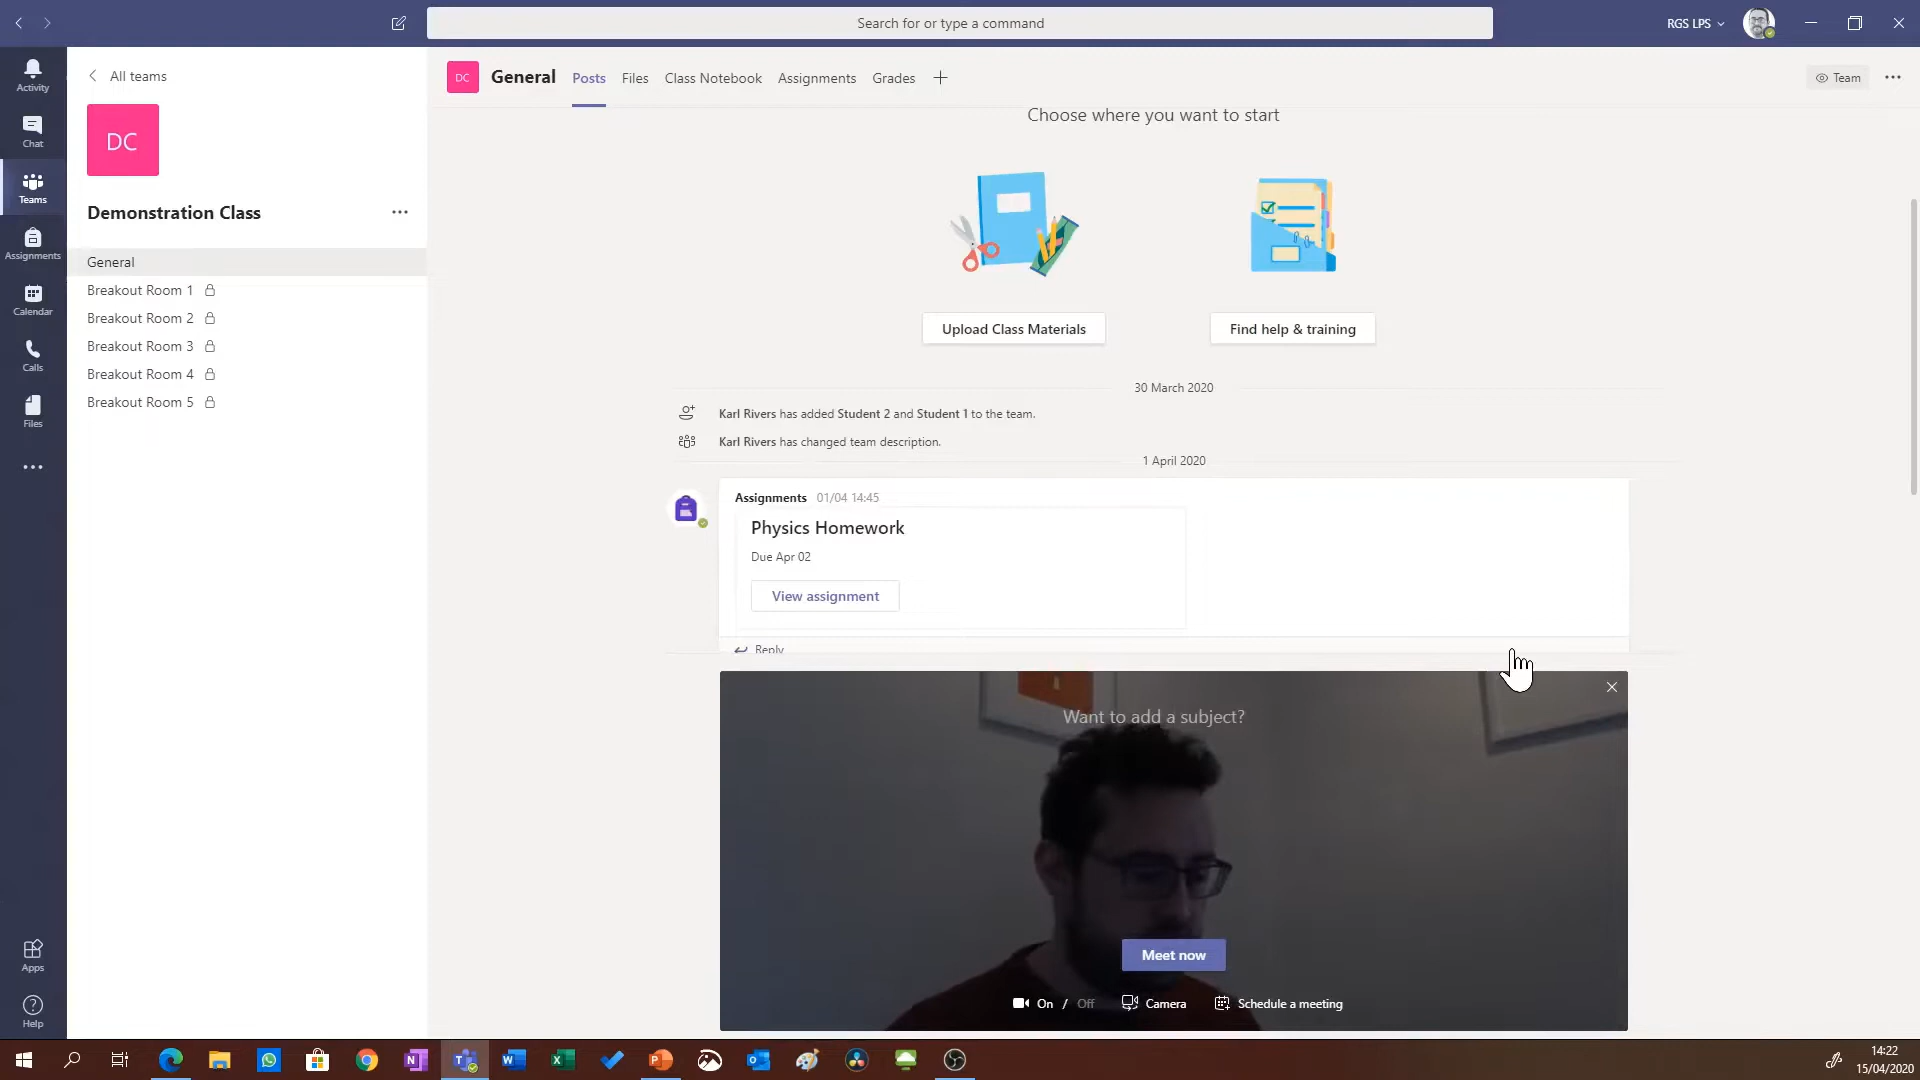 Search for or type a command
RGS LPS
Activity
Chat
Teams
Assignments
Calendar
Calls
Files
Apps
Help
All teams
DC
Demonstration Class
General
Breakout Room 1
Breakout Room 2
Breakout Room 3
Breakout Room 4
Breakout Room 5
DC
General Posts Files Class Notebook Assignments Grades
Team
Choose where you want to start
Upload Class Materials
Find help & training
30 March 2020
Karl Rivers has added Student 2 and Student 1 to the team.
Karl Rivers has changed team description.
1 April 2020
Assignments 01/04 14:45
Physics Homework
Due Apr 02
View assignment
Reply
Want to add a subject?
Meet now
On / Off Camera Schedule a meeting
14:22
15/04/2020